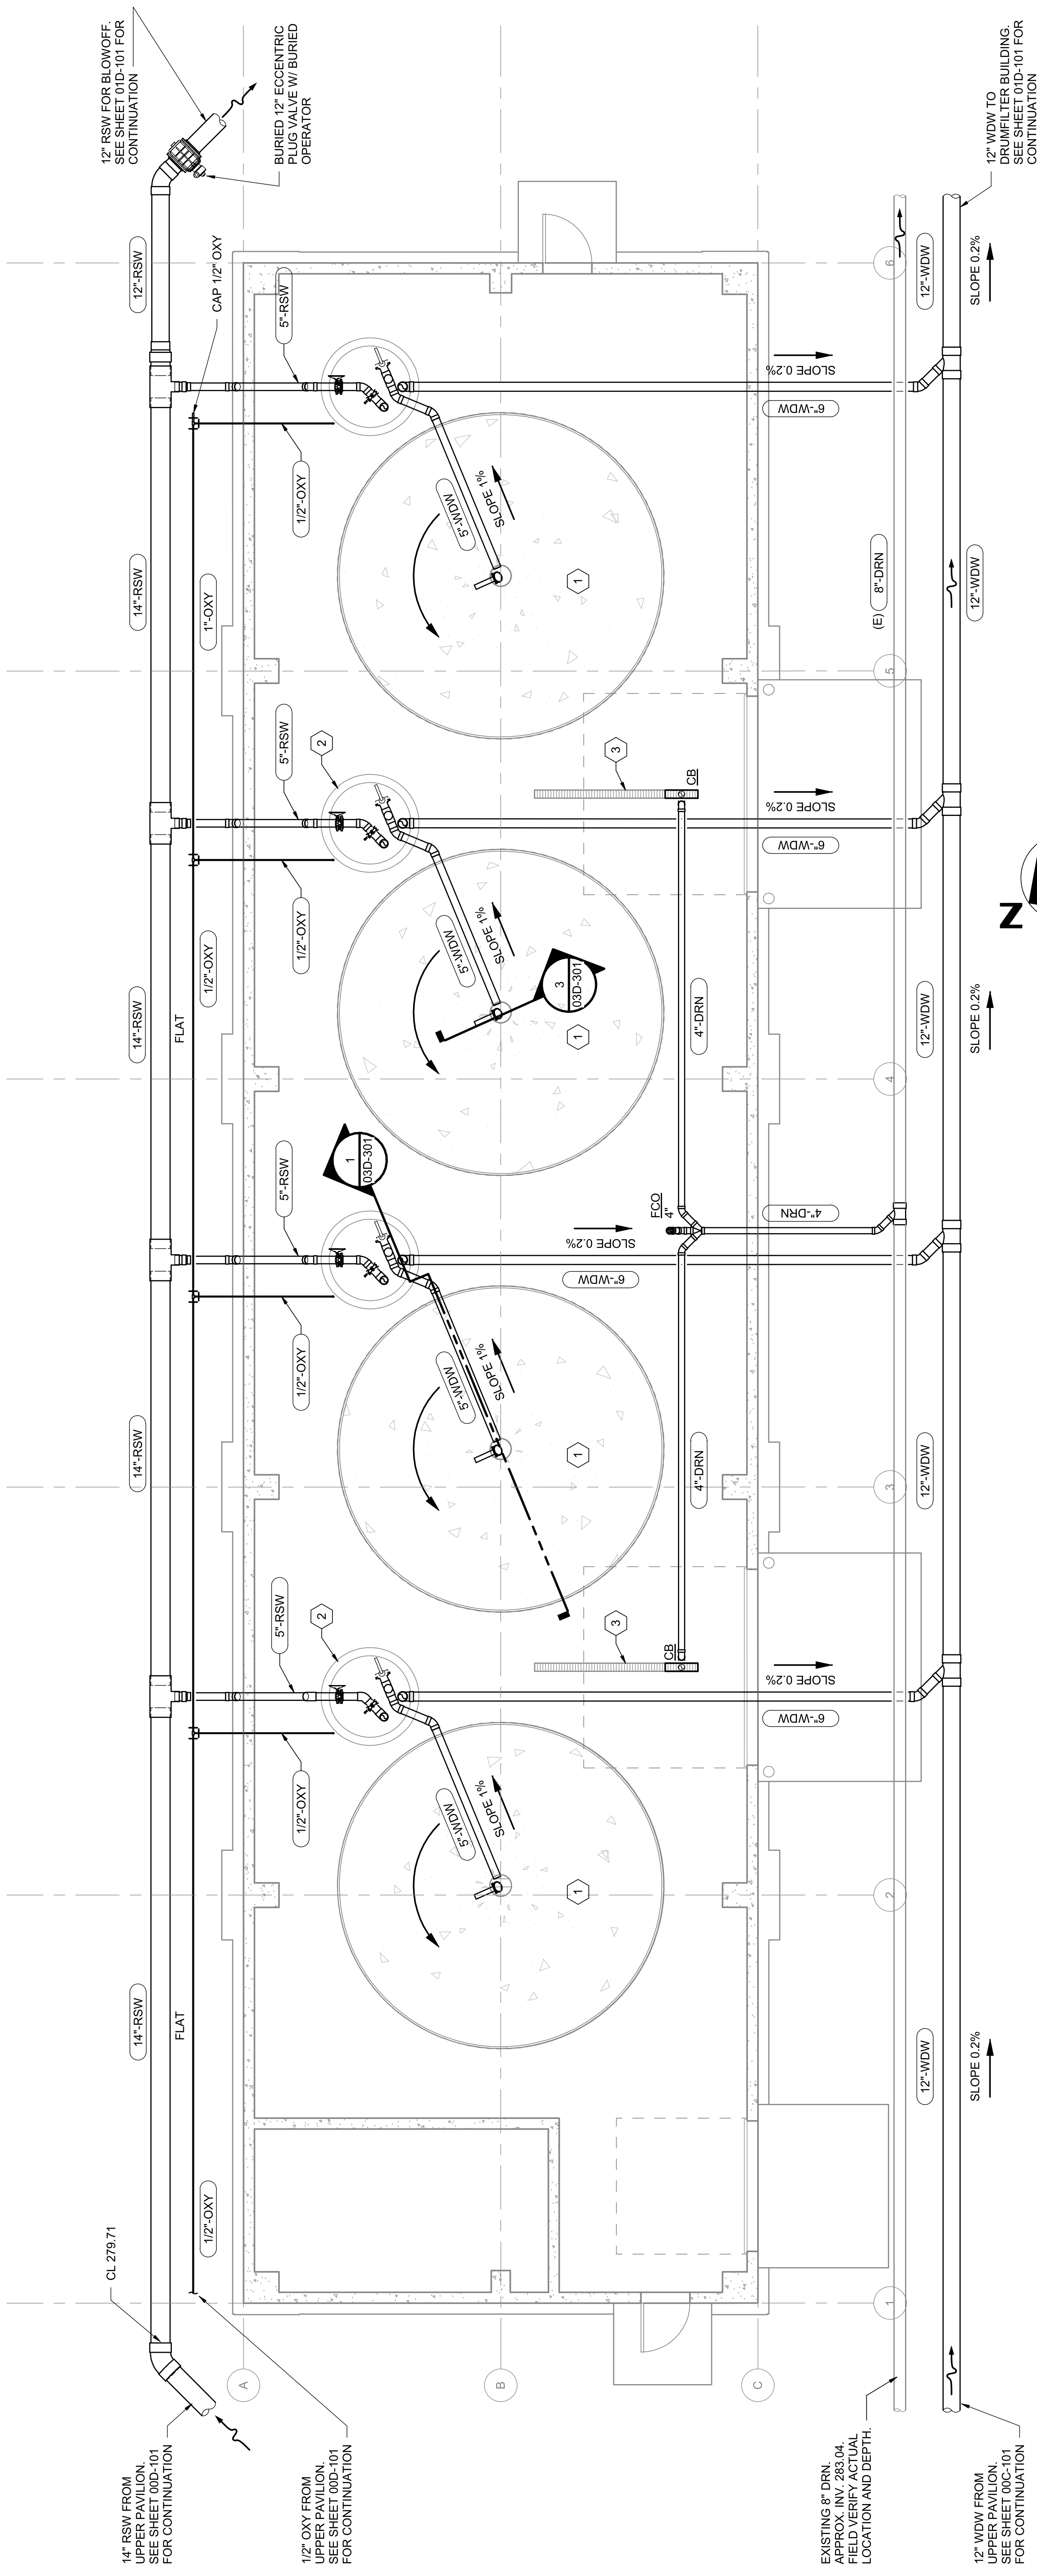 14" RSW FROM
UPPER PAVILION.
SEE SHEET 00D-101
FOR CONTINUATION
CL 279.71
14"-RSW
FLAT
14"-RSW
14"-RSW
FLAT
14"-RSW
12"-RSW
12" RSW FOR BLOWOFF.
SEE SHEET 01D-101 FOR
CONTINUATION
BURIED 12" ECCENTRIC
PLUG VALVE W/ BURIED
OPERATOR
1/2" OXY FROM
UPPER PAVILION.
SEE SHEET 00D-101
FOR CONTINUATION
1/2"-OXY
1/2"-OXY
1"-OXY
CAP 1/2" OXY
1/2"-OXY
5"-RSW
1/2"-OXY
5"-RSW
1/2"-OXY
5"-RSW
1/2"-OXY
5"-RSW
2
1
03D-301
2
A
5"-WDW
SLOPE 1%
5"-WDW
SLOPE 1%
5"-WDW
SLOPE 1%
5"-WDW
SLOPE 1%
B
3
03D-301
1
1
1
1
3
3
6"-WDW
SLOPE 0.2%
CB
FCO
4"
CB
4"-DRN
4"-DRN
C
6"-WDW
SLOPE 0.2%
4"-DRN
6"-WDW
SLOPE 0.2%
6"-WDW
SLOPE 0.2%
EXISTING 8" DRN.
APPROX. INV. 283.04.
FIELD VERIFY ACTUAL
LOCATION AND DEPTH.
1
2
3
4
5
6
(E)
8"-DRN
12"-WDW
12"-WDW
12"-WDW
12"-WDW
12"-WDW
SLOPE 0.2%
SLOPE 0.2%
SLOPE 0.2%
12" WDW FROM
UPPER PAVILION.
SEE SHEET 00C-101
FOR CONTINUATION
12" WDW TO
DRUMFILTER BUILDING.
SEE SHEET 01D-101 FOR
CONTINUATION
N